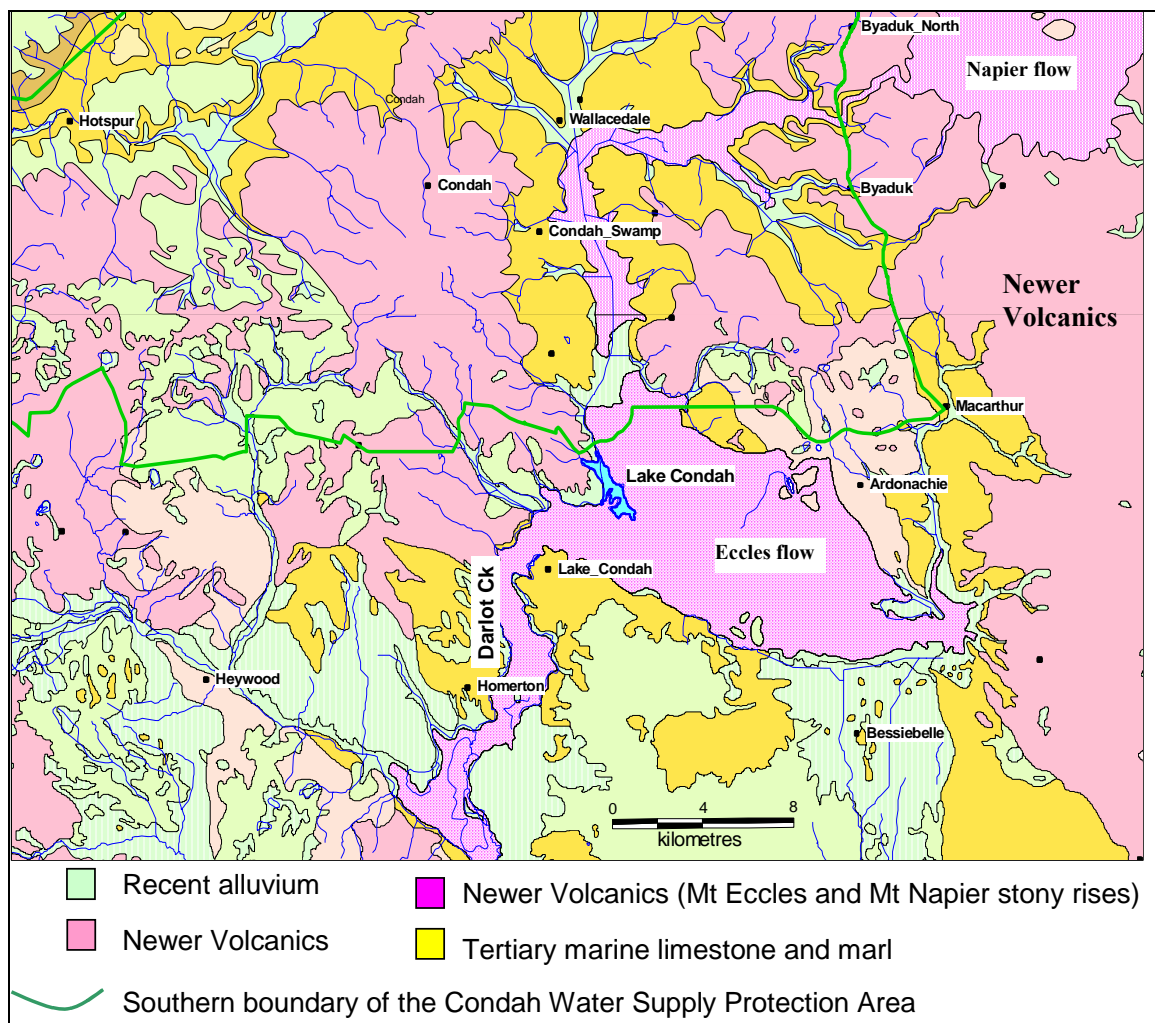 Byaduk_North
Napier flow
Condah
Hotspur
Wallacedale
Condah
Byaduk
Condah_Swamp
Newer
Volcanics
Macarthur
Lake Condah
Ardonachie
Eccles flow
Lake_Condah
Darlot Ck
Heywood
Homerton
Bessiebelle
0 4 8
kilometres
Recent alluvium
Newer Volcanics (Mt Eccles and Mt Napier stony rises)
Newer Volcanics
Tertiary marine limestone and marl
Southern boundary of the Condah Water Supply Protection Area